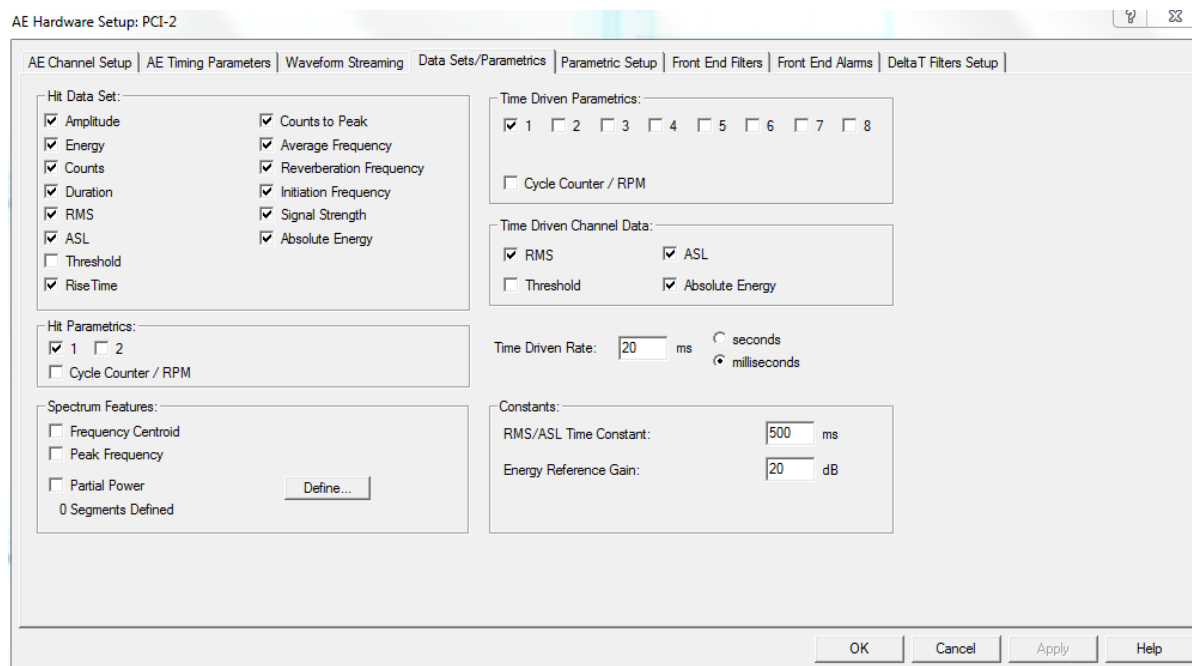 AE Hardware Setup: PCI-2
AE Channel Setup AE Timing Parameters Waveform Streaming Data Sets/Parametrics Parametric Setup Front End Filters Front End Alarms DeltaT Filters Setup
Hit Data Set:
Amplitude
Energy
Counts
Duration
RMS
ASL
Threshold
RiseTime
Counts to Peak
Average Frequency
Reverberation Frequency
Initiation Frequency
Signal Strength
Absolute Energy
Hit Parametrics:
1 2
Cycle Counter / RPM
Spectrum Features:
Frequency Centroid
Peak Frequency
Partial Power
Define...
0 Segments Defined
Time Driven Parametrics:
1 2 3 4 5 6 7 8
Cycle Counter / RPM
Time Driven Channel Data:
RMS ASL
Threshold Absolute Energy
Time Driven Rate: 20 ms
seconds
milliseconds
Constants:
RMS/ASL Time Constant: 500 ms
Energy Reference Gain: 20 dB
OK Cancel Apply Help